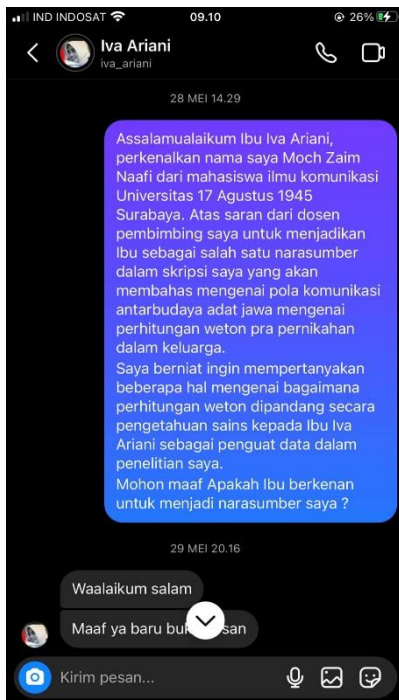 IND INDOSAT
09.10
26%
Iva Ariani
iva_ariani
28 MEI 14.29
Assalamualaikum Ibu Iva Ariani,
perkenalkan nama saya Moch Zaim
Naafi dari mahasiswa ilmu komunikasi
Universitas 17 Agustus 1945
Surabaya. Atas saran dari dosen
pembimbing saya untuk menjadikan
Ibu sebagai salah satu narasumber
dalam skripsi saya yang akan
membahas mengenai pola komunikasi
antarbudaya adat jawa mengenai
perhitungan weton pra pernikahan
dalam keluarga.
Saya berniat ingin mempertanyakan
beberapa hal mengenai bagaimana
perhitungan weton dipandang secara
pengetahuan sains kepada Ibu Iva
Ariani sebagai penguat data dalam
penelitian saya.
Mohon maaf Apakah Ibu berkenan
untuk menjadi narasumber saya ?
29 MEI 20.16
Waalaikum salam
Maaf ya baru
Kirim pesan...